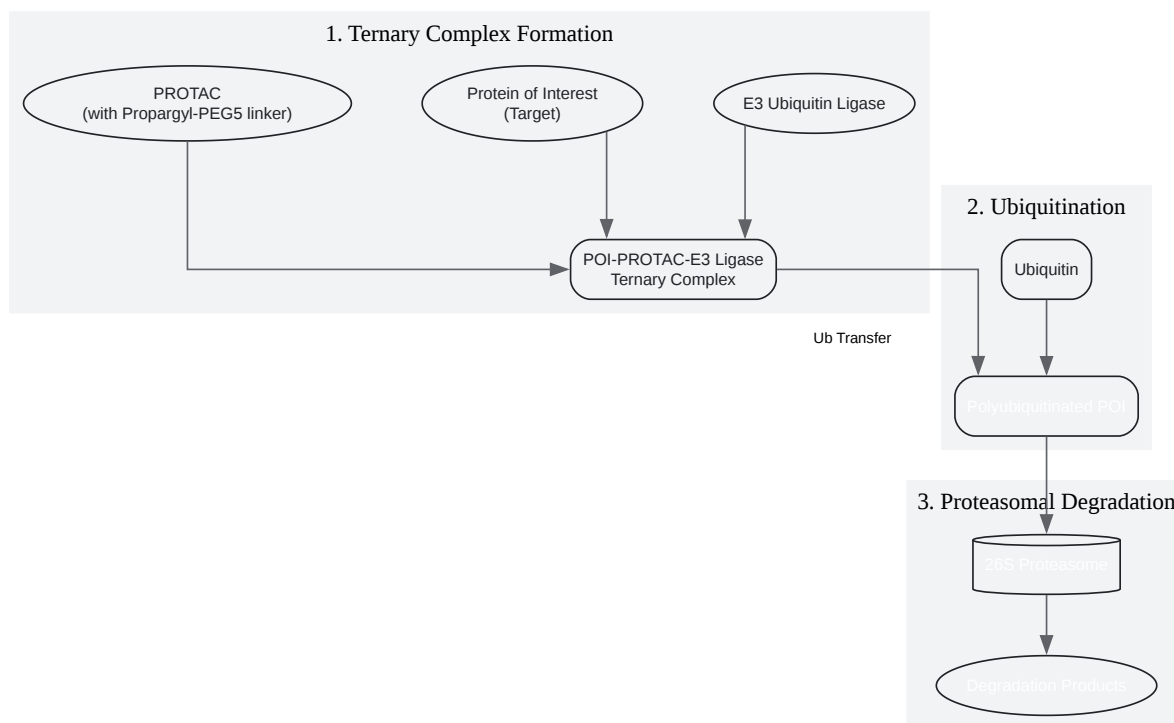 1. Ternary Complex Formation
PROTAC
(with Propargyl-PEG5 linker)
Protein of Interest
(Target)
E3 Ubiquitin Ligase
POI-PROTAC-E3 Ligase
Ternary Complex
Ub Transfer
2. Ubiquitination
Ubiquitin
Polyubiquitinated POI
3. Proteasomal Degradation
26S Proteasome
Degradation Products